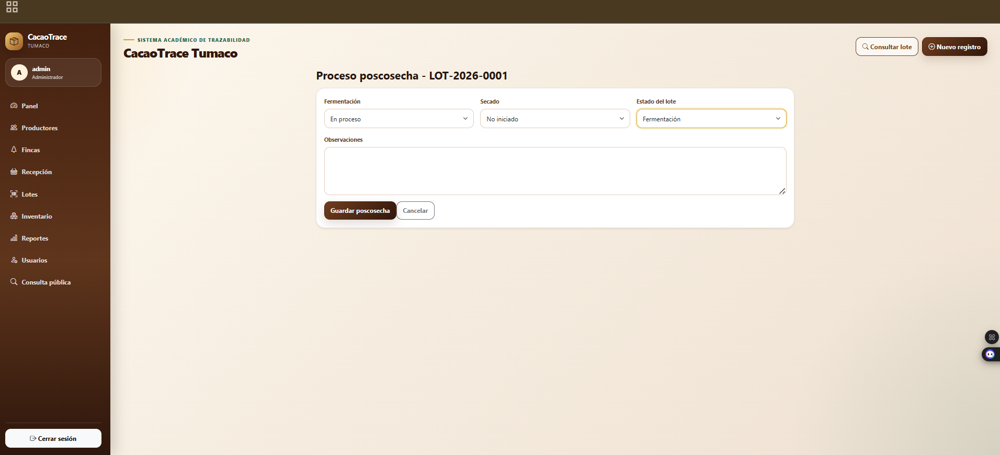 CacaoTrace
TUMACO
A
admin
Administrador
Panel
Productores
Fincas
Recepción
Lotes
Inventario
Reportes
Usuarios
Consulta pública
Cerrar sesión
SISTEMA ACADÉMICO DE TRAZABILIDAD
CacaoTrace Tumaco
Consultar lote
Nuevo registro
Proceso poscosecha - LOT-2026-0001
Fermentación
Secado
Estado del lote
En proceso
No iniciado
Fermentación
Observaciones
Guardar poscosecha
Cancelar